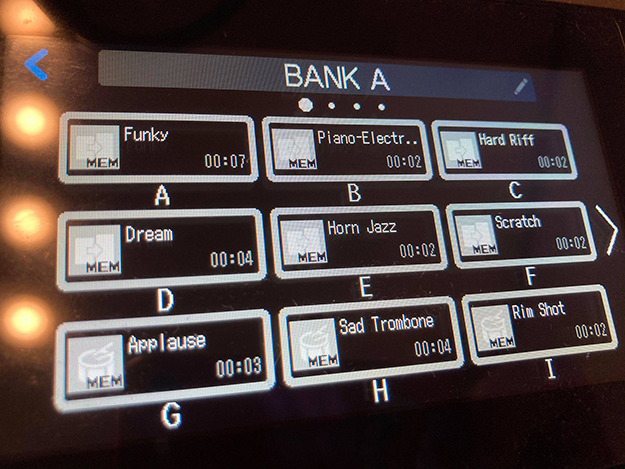 BANK A
Funky
MEM
00:07
A
Piano-Electr..
MEM
00:02
B
Hard Riff
MEM
00:02
C
Dream
MEM
00:04
D
Horn Jazz
MEM
00:02
E
Scratch
MEM
00:02
F
Applause
MEM
00:03
G
Sad Trombone
MEM
00:04
H
Rim Shot
MEM
00:02
I